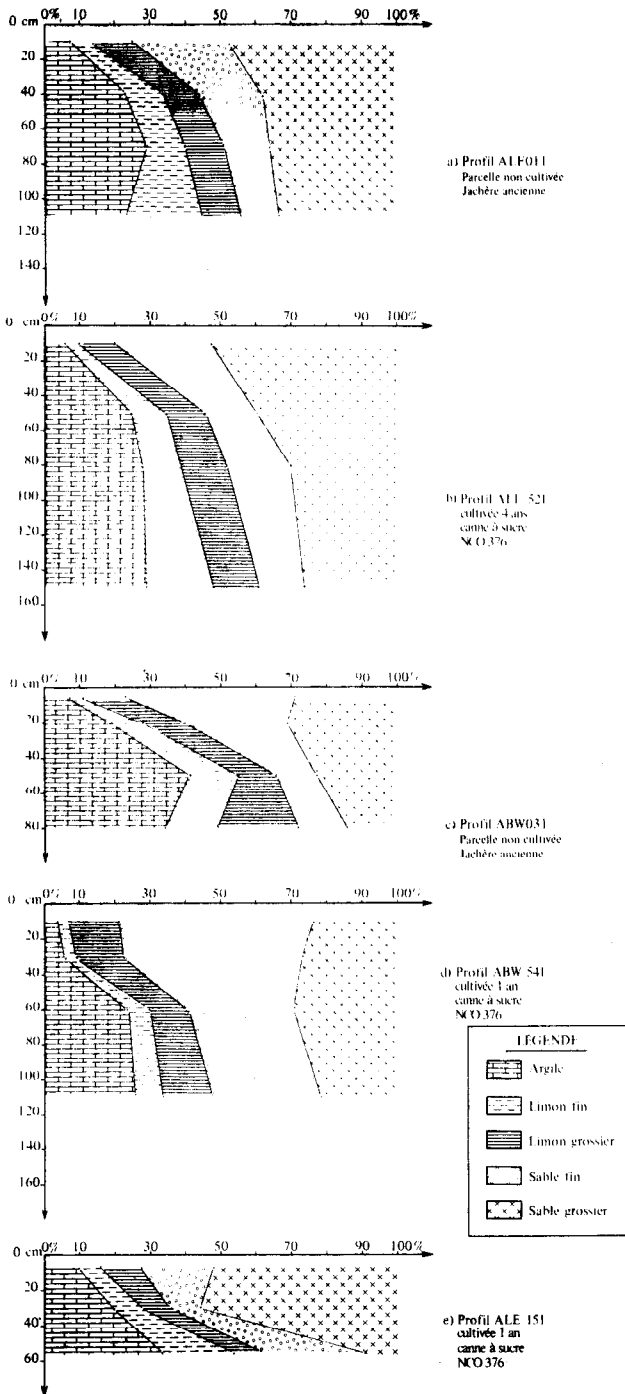 0 cm 0% 10 30 50 70 90 100%
20
40
60
80
100
120
140
a) Profil ALF011
Parcelle non cultivée
Jachère ancienne
0 cm 0% 10 30 50 70 90 100%
20
40
60
80
100
120
140
160
b) Profil ALF 521
cultivée 4 ans
canne à sucre
NCO 376
0 cm 0% 10 30 50 70 90 100%
20
40
60
80
c) Profil ABW031
Parcelle non cultivée
Jachère ancienne
0 cm 0% 10 30 50 70 90 100%
20
40
60
80
100
120
140
160
d) Profil ABW 541
cultivée 1 an
canne à sucre
NCO 376
LÉGENDE
Argile
Limon fin
Limon grossier
Sable fin
Sable grossier
0 cm 0% 10 30 50 70 90 100%
20
40
60
e) Profil ALE 151
cultivée 1 an
canne à sucre
NCO 376